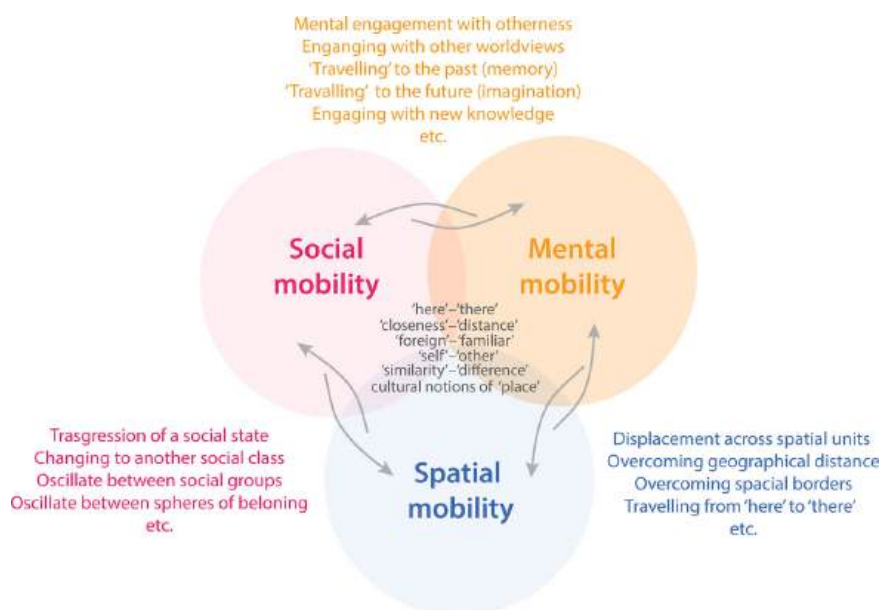 Mental engagement with otherness
Enganging with other worldviews
'Travelling' to the past (memory)
'Travalling' to the future (imagination)
Engaging with new knowledge
etc.
Social
mobility
Mental
mobility
'here'–'there'
'closeness'–'distance'
'foreign'–'familiar'
'self'–'other'
'similarity'–'difference'
cultural notions of 'place'
Trasgression of a social state
Changing to another social class
Oscillate between social groups
Oscillate between spheres of beloning
etc.
Spatial
mobility
Displacement across spatial units
Overcoming geographical distance
Overcoming spacial borders
Travelling from 'here' to 'there'
etc.